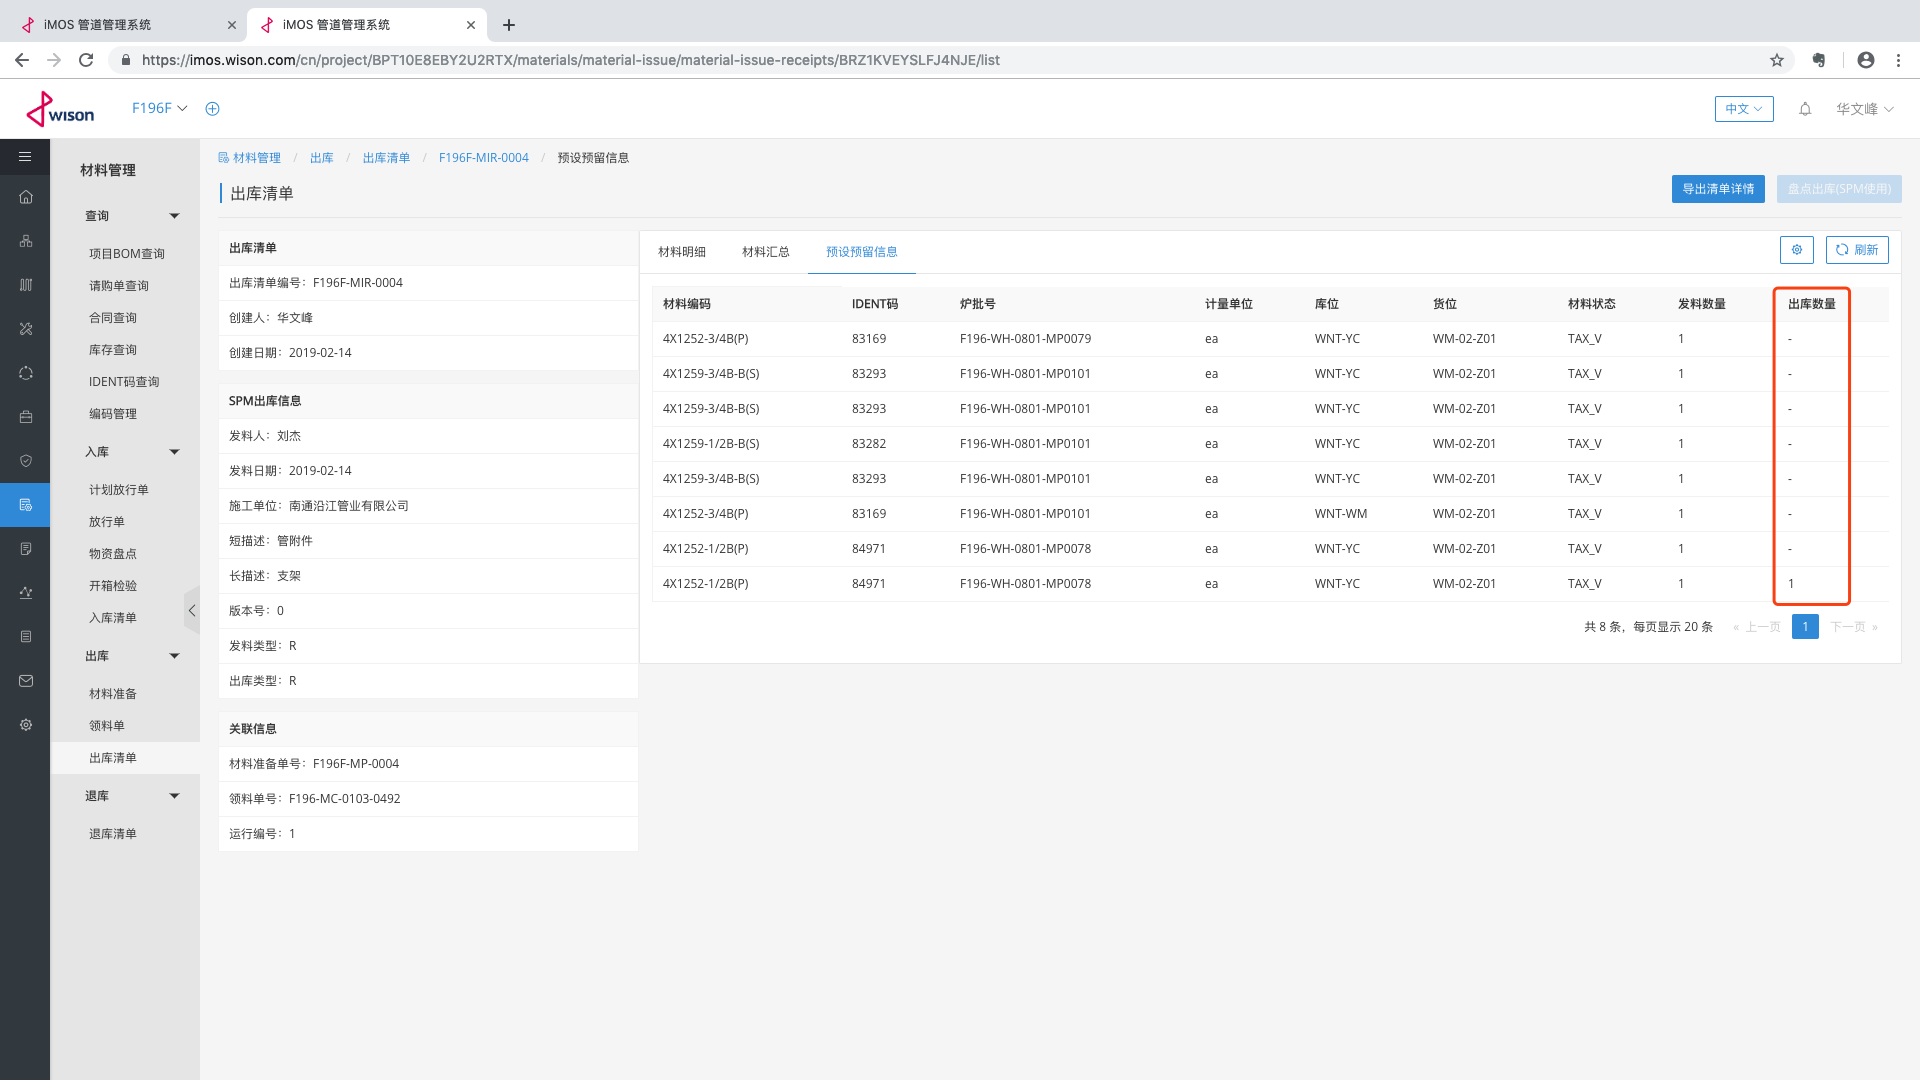 iMOS 管道管理系统
iMOS 管道管理系统
https://imos.wison.com/cn/project/BPT10E8EBY2U2RTX/materials/material-issue/material-issue-receipts/BRZ1KVEYSLFJ4NJE/list
wison
F196F
中文
华文峰
材料管理
查询
项目BOM查询
请购单查询
合同查询
库存查询
IDENT码查询
编码管理
入库
计划放行单
放行单
物资盘点
开箱检验
入库清单
出库
材料准备
领料单
出库清单
退库
退库清单
材料管理 / 出库 / 出库清单 / F196F-MIR-0004 / 预设预留信息
出库清单
导出清单详情
盘点出库(SPM使用)
出库清单
出库清单编号：F196F-MIR-0004
创建人：华文峰
创建日期：2019-02-14
SPM出库信息
发料人：刘杰
发料日期：2019-02-14
施工单位：南通沿江管业有限公司
短描述：管附件
长描述：支架
版本号：0
发料类型：R
出库类型：R
关联信息
材料准备单号：F196F-MP-0004
领料单号：F196-MC-0103-0492
运行编号：1
材料明细 材料汇总 预设预留信息
刷新
材料编码 IDENT码 炉批号 计量单位 库位 货位 材料状态 发料数量 出库数量
4X1252-3/4B(P) 83169 F196-WH-0801-MP0079 ea WNT-YC WM-02-Z01 TAX_V 1 -
4X1259-3/4B-B(S) 83293 F196-WH-0801-MP0101 ea WNT-YC WM-02-Z01 TAX_V 1 -
4X1259-3/4B-B(S) 83293 F196-WH-0801-MP0101 ea WNT-YC WM-02-Z01 TAX_V 1 -
4X1259-1/2B-B(S) 83282 F196-WH-0801-MP0101 ea WNT-YC WM-02-Z01 TAX_V 1 -
4X1259-3/4B-B(S) 83293 F196-WH-0801-MP0101 ea WNT-YC WM-02-Z01 TAX_V 1 -
4X1252-3/4B(P) 83169 F196-WH-0801-MP0101 ea WNT-WM WM-02-Z01 TAX_V 1 -
4X1252-1/2B(P) 84971 F196-WH-0801-MP0078 ea WNT-YC WM-02-Z01 TAX_V 1 -
4X1252-1/2B(P) 84971 F196-WH-0801-MP0078 ea WNT-YC WM-02-Z01 TAX_V 1 1
共 8 条，每页显示 20 条 « 上一页 1 下一页 »